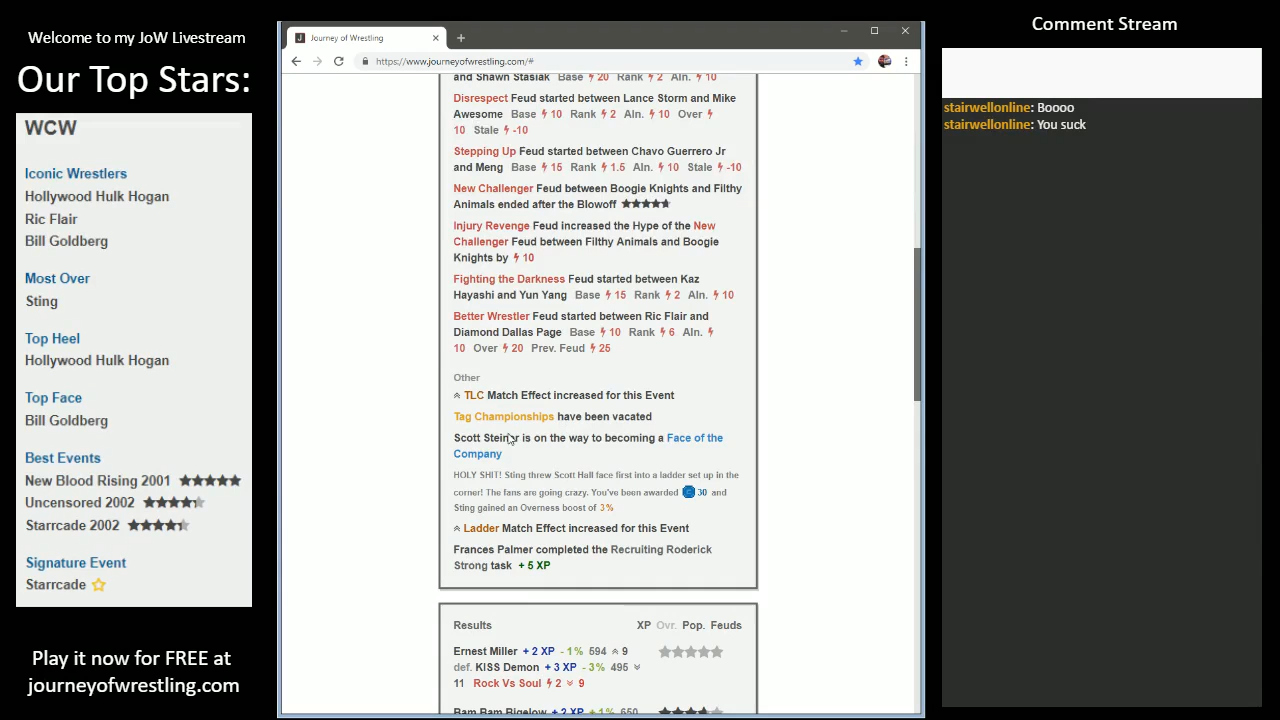 Welcome to my JoW Livestream
Our Top Stars:
WCW
Iconic Wrestlers
Hollywood Hulk Hogan
Ric Flair
Bill Goldberg
Most Over
Sting
Top Heel
Hollywood Hulk Hogan
Top Face
Bill Goldberg
Best Events
New Blood Rising 2001
Uncensored 2002
Starrcade 2002
Signature Event
Starrcade
Play it now for FREE at
journeyofwrestling.com
Journey of Wrestling
https://www.journeyofwrestling.com/#
and Shawn Stasiak Base 20 Rank 2 Aln. 10
Disrespect Feud started between Lance Storm and Mike
Awesome Base 10 Rank 2 Aln. 10 Over
10 Stale -10
Stepping Up Feud started between Chavo Guerrero Jr
and Meng Base 15 Rank 1.5 Aln. 10 Stale -10
New Challenger Feud between Boogie Knights and Filthy
Animals ended after the Blowoff
Injury Revenge Feud increased the Hype of the New
Challenger Feud between Filthy Animals and Boogie
Knights by 10
Fighting the Darkness Feud started between Kaz
Hayashi and Yun Yang Base 15 Rank 2 Aln. 10
Better Wrestler Feud started between Ric Flair and
Diamond Dallas Page Base 10 Rank 6 Aln.
10 Over 20 Prev. Feud 25
Other
TLC Match Effect increased for this Event
Tag Championships have been vacated
Scott Steiner is on the way to becoming a Face of the
Company
HOLY SHIT! Sting threw Scott Hall face first into a ladder set up in the
corner! The fans are going crazy. You've been awarded 30 and
Sting gained an Overness boost of 3%
Ladder Match Effect increased for this Event
Frances Palmer completed the Recruiting Roderick
Strong task + 5 XP
Results XP Ovr. Pop. Feuds
Ernest Miller + 2 XP - 1% 594 9
def. KISS Demon + 3 XP - 3% 495
11 Rock Vs Soul 2 9
Bam Bam Bigelow + 2 XP + 1% 650
Comment Stream
stairwellonline: Boooo
stairwellonline: You suck